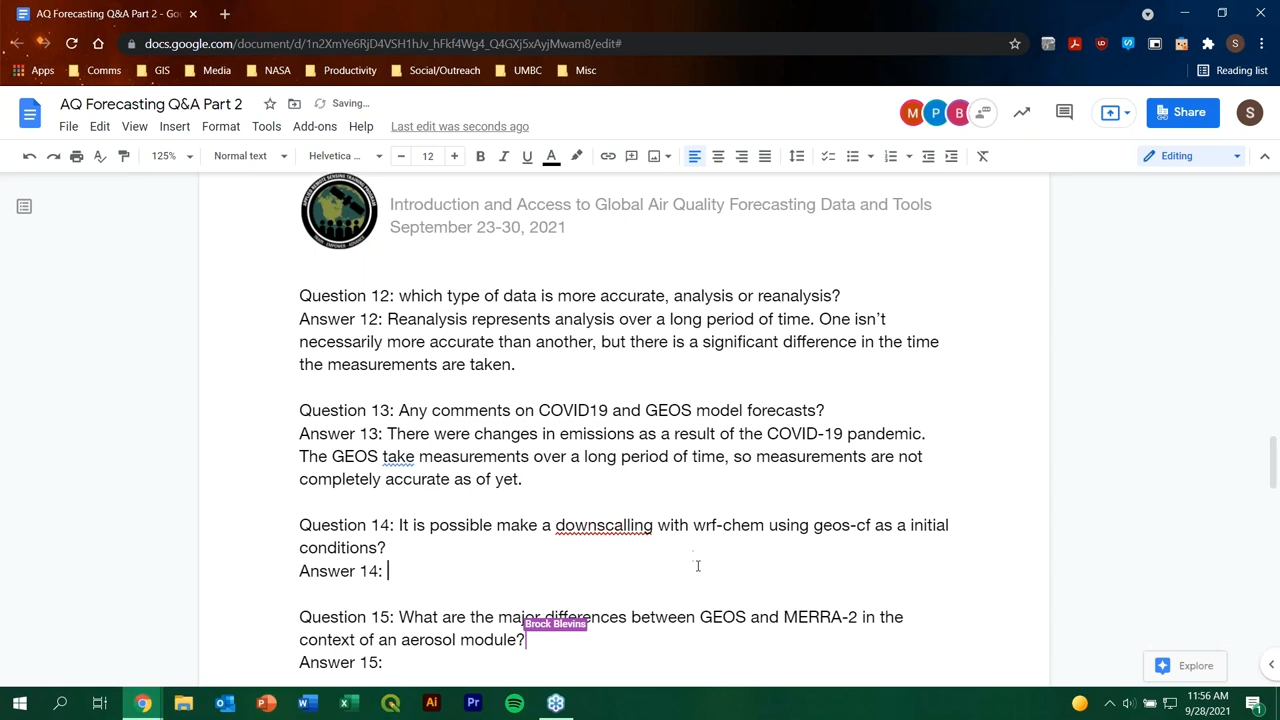 AQ Forecasting Q&A Part 2 - Goo
docs.google.com/document/d/1n2XmYe6RjD4VSH1hJv_hFkf4Wg4_Q4GXj5xAyjMwam8/edit#
S
Apps Comms GIS Media NASA Productivity Social/Outreach UMBC Misc Reading list
AQ Forecasting Q&A Part 2 Saving...
M P B Share S
File Edit View Insert Format Tools Add-ons Help Last edit was seconds ago
125% Normal text Helvetica ... 12 B I U A Editing
Introduction and Access to Global Air Quality Forecasting Data and Tools
September 23-30, 2021
Question 12: which type of data is more accurate, analysis or reanalysis?
Answer 12: Reanalysis represents analysis over a long period of time. One isn't
necessarily more accurate than another, but there is a significant difference in the time
the measurements are taken.
Question 13: Any comments on COVID19 and GEOS model forecasts?
Answer 13: There were changes in emissions as a result of the COVID-19 pandemic.
The GEOS take measurements over a long period of time, so measurements are not
completely accurate as of yet.
Question 14: It is possible make a downscalling with wrf-chem using geos-cf as a initial
conditions?
Answer 14:
Question 15: What are the major differences between GEOS and MERRA-2 in the
Brock Blevins
context of an aerosol module?
Answer 15:
Explore
Ai Pr
11:56 AM
9/28/2021
1